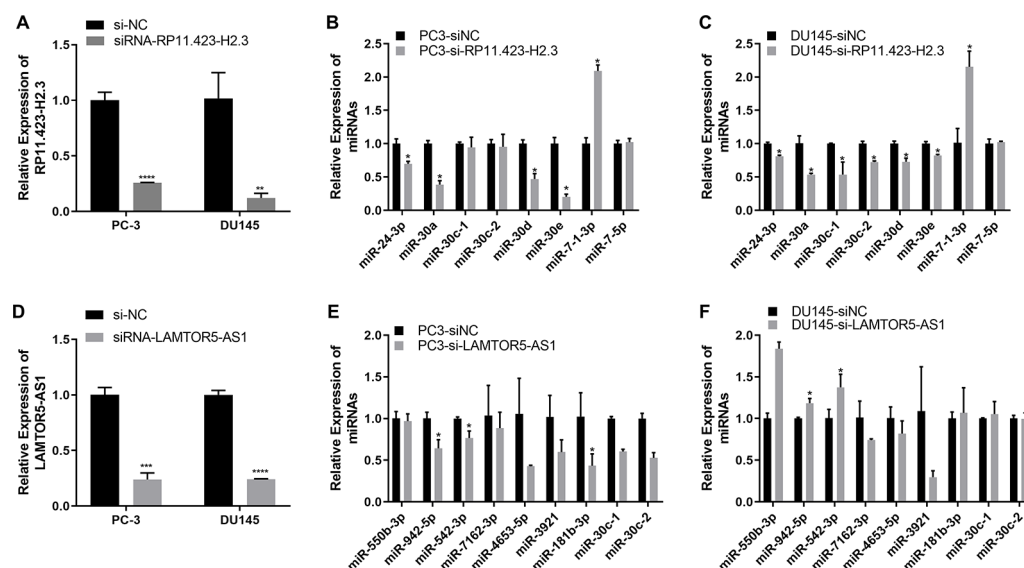 A
si-NC
siRNA-RP11.423-H2.3
Relative Expression of
RP11.423-H2.3
1.5
1.0
0.5
0.0
****
**
PC-3
DU145
B
PC3-siNC
PC3-si-RP11.423-H2.3
Relative Expression of
miRNAs
2.5
2.0
1.5
1.0
0.5
0.0
*
*
*
*
*
miR-24-3p
miR-30a
miR-30c-1
miR-30c-2
miR-30d
miR-30e
miR-7-1-3p
miR-7-5p
C
DU145-siNC
DU145-si-RP11.423-H2.3
Relative Expression of
miRNAs
2.5
2.0
1.5
1.0
0.5
0.0
*
*
*
*
*
*
*
miR-24-3p
miR-30a
miR-30c-1
miR-30c-2
miR-30d
miR-30e
miR-7-1-3p
miR-7-5p
D
si-NC
siRNA-LAMTOR5-AS1
Relative Expression of
LAMTOR5-AS1
1.5
1.0
0.5
0.0
***
****
PC-3
DU145
E
PC3-siNC
PC3-si-LAMTOR5-AS1
Relative Expression of
miRNAs
2.0
1.5
1.0
0.5
0.0
*
*
*
miR-550b-3p
miR-942-5p
miR-542-3p
miR-7162-3p
miR-4653-5p
miR-3921
miR-181b-3p
miR-30c-1
miR-30c-2
F
DU145-siNC
DU145-si-LAMTOR5-AS1
Relative Expression of
miRNAs
2.0
1.5
1.0
0.5
0.0
*
*
miR-550b-3p
miR-942-5p
miR-542-3p
miR-7162-3p
miR-4653-5p
miR-3921
miR-181b-3p
miR-30c-1
miR-30c-2